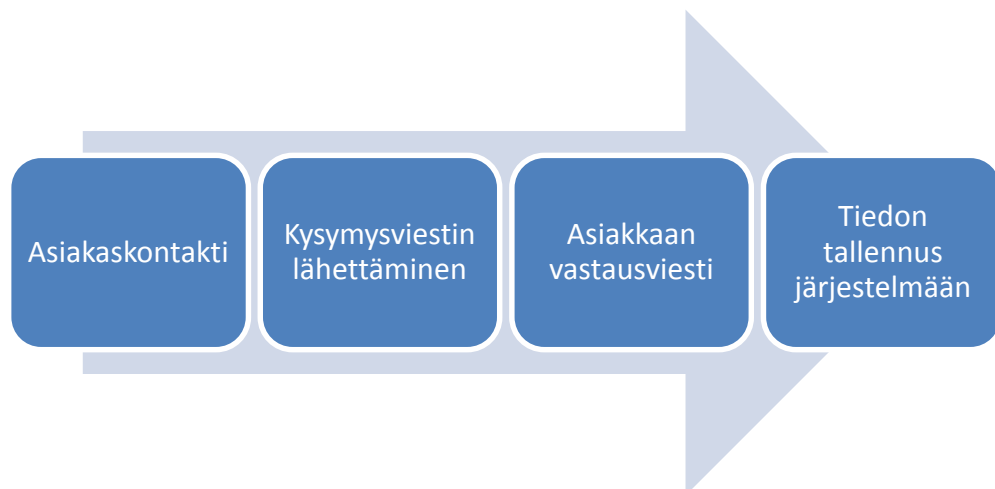 Asiakaskontakti
Kysymysviestin
lähettäminen
Asiakkaan
vastausviesti
Tiedon
tallennus
järjestelmään